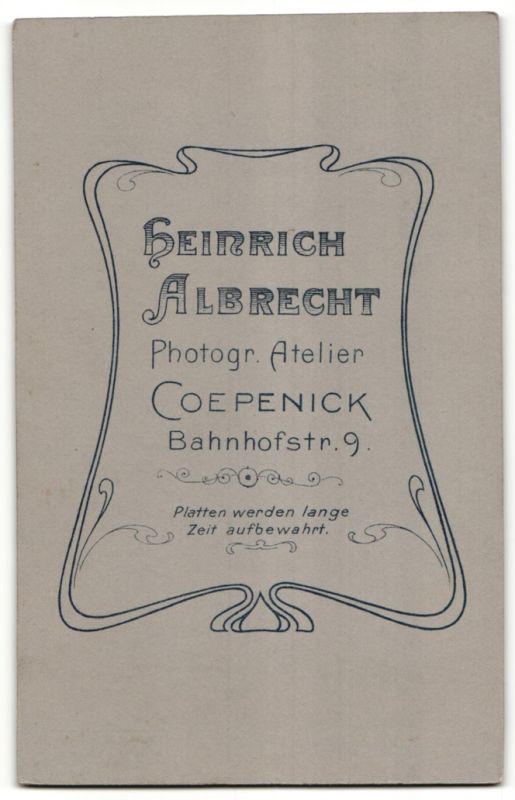 Heinrich
Albrecht
Photogr. Atelier
Coepenick
Bahnhofstr. 9.
Platten werden lange
Zeit aufbewahrt.